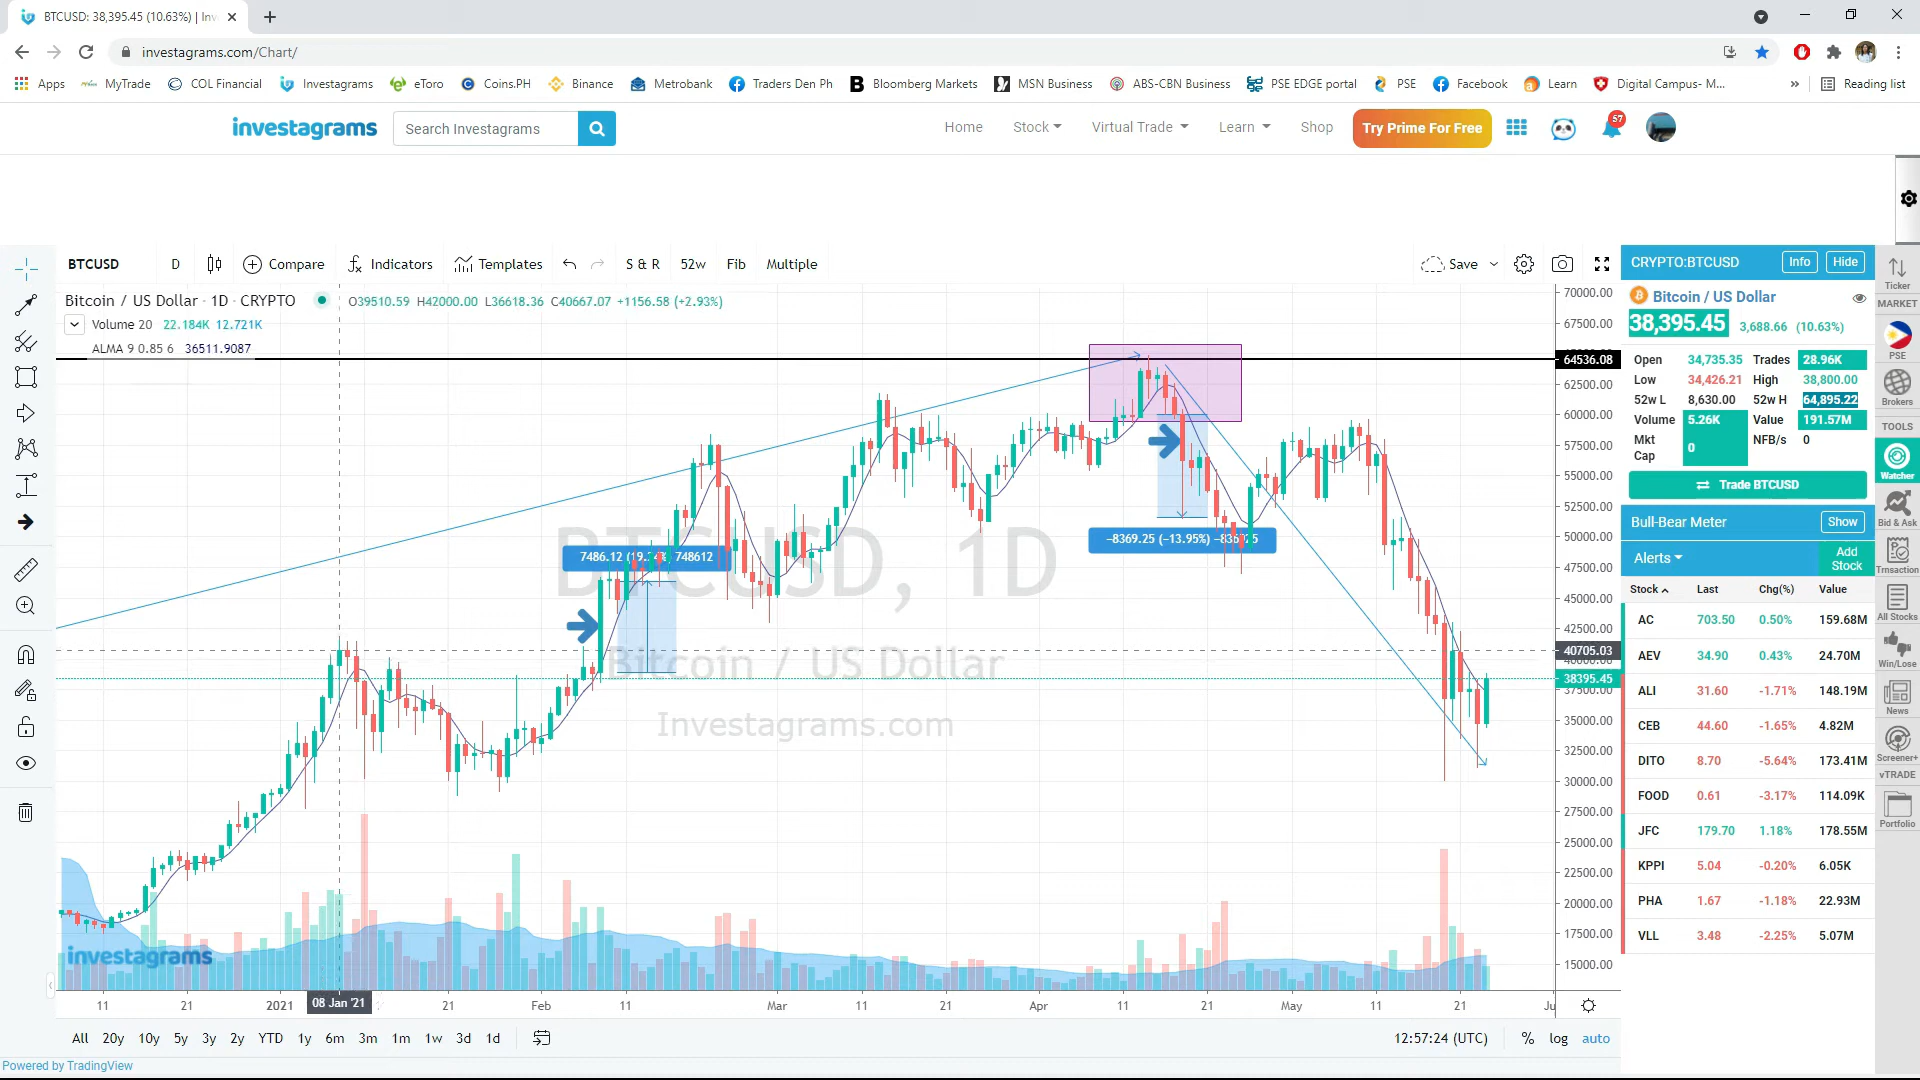 BTCUSD: 38,395.45 (10.63%) | Inv
investagrams.com/Chart/
Apps MyTrade COL Financial Investagrams eToro Coins.PH Binance Metrobank Traders Den Ph Bloomberg Markets MSN Business ABS-CBN Business PSE EDGE portal PSE Facebook Learn Digital Campus- M... » Reading list
investagrams Search Investagrams Home Stock Virtual Trade Learn Shop Try Prime For Free 57
BTCUSD D Compare Indicators Templates S & R 52w Fib Multiple Save
Bitcoin / US Dollar · 1D · CRYPTO O39510.59 H42000.00 L36618.36 C40667.07 +1156.58 (+2.93%)
Volume 20 22.184K 12.721K
ALMA 9 0.85 6 36511.9087
BTCUSD, 1D
Bitcoin / US Dollar
Investagrams.com
7486.12 (19.24%) 748612
−8369.25 (−13.95%) −836925
investagrams
70000.00
67500.00
64536.08
62500.00
60000.00
57500.00
55000.00
52500.00
50000.00
47500.00
45000.00
42500.00
40705.03
40000.00
38395.45
37500.00
35000.00
32500.00
30000.00
27500.00
25000.00
22500.00
20000.00
17500.00
15000.00
11 21 2021 08 Jan '21 21 Feb 11 Mar 11 21 Apr 11 21 May 11 21 Ju
All 20y 10y 5y 3y 2y YTD 1y 6m 3m 1m 1w 3d 1d 12:57:24 (UTC) % log auto
Powered by TradingView
CRYPTO:BTCUSD Info Hide
Bitcoin / US Dollar
38,395.45 3,688.66 (10.63%)
Open 34,735.35 Trades 28.96K
Low 34,426.21 High 38,800.00
52w L 8,630.00 52w H 64,895.22
Volume 5.26K Value 191.57M
Mkt Cap 0 NFB/s 0
Trade BTCUSD
Bull-Bear Meter Show
Alerts Add Stock
Stock Last Chg(%) Value
AC 703.50 0.50% 159.68M
AEV 34.90 0.43% 24.70M
ALI 31.60 -1.71% 148.19M
CEB 44.60 -1.65% 4.82M
DITO 8.70 -5.64% 173.41M
FOOD 0.61 -3.17% 114.09K
JFC 179.70 1.18% 178.55M
KPPI 5.04 -0.20% 6.05K
PHA 1.67 -1.18% 22.93M
VLL 3.48 -2.25% 5.07M
Ticker
MARKET
PSE
Brokers
TOOLS
Watcher
Bid & Ask
Trnsaction
All Stocks
Win/Lose
News
Screener+
vTRADE
Portfolio